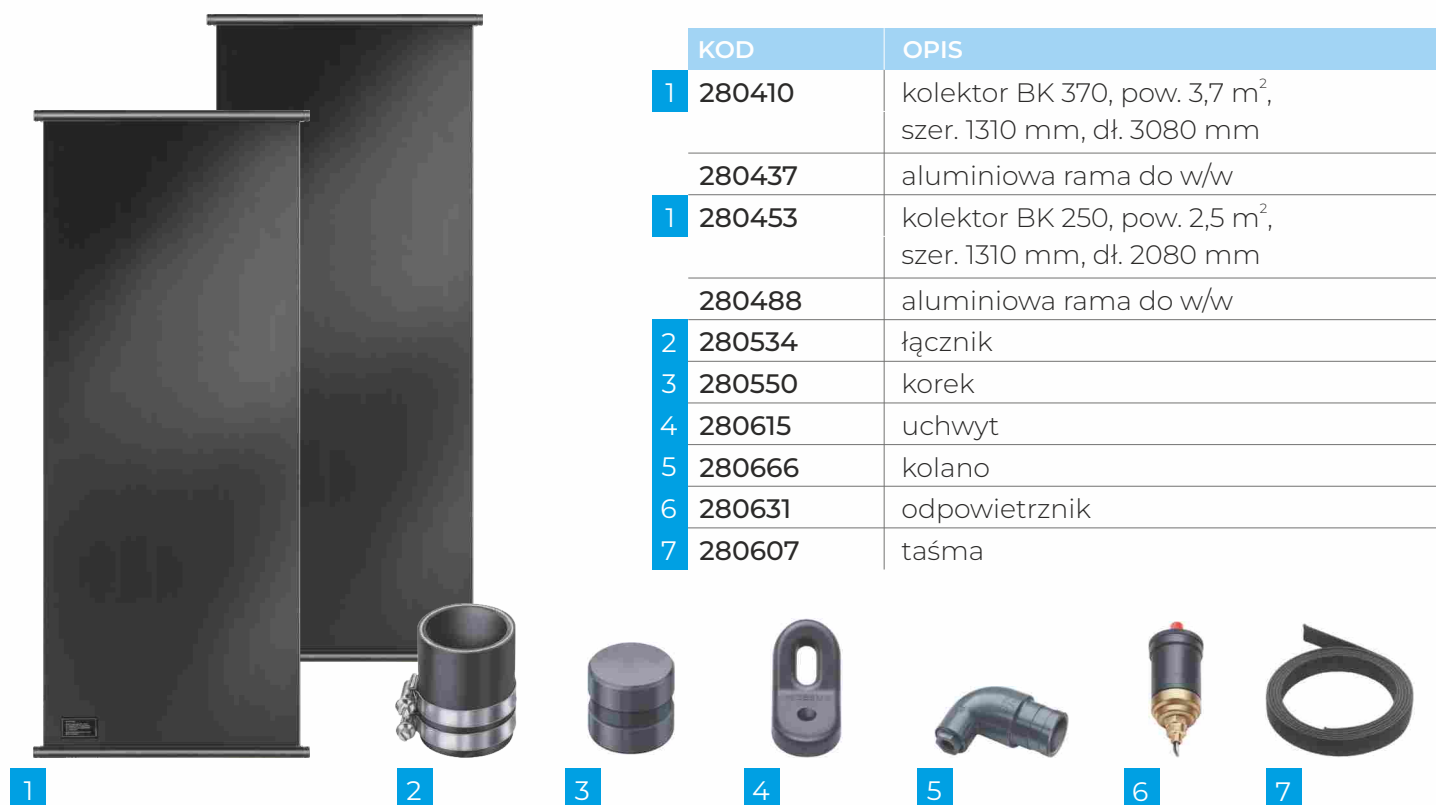 KOD OPIS
1 280410 kolektor BK 370, pow. 3,7 m²,
szer. 1310 mm, dł. 3080 mm
280437 aluminiowa rama do w/w
1 280453 kolektor BK 250, pow. 2,5 m²,
szer. 1310 mm, dł. 2080 mm
280488 aluminiowa rama do w/w
2 280534 łącznik
3 280550 korek
4 280615 uchwyt
5 280666 kolano
6 280631 odpowietrznik
7 280607 taśma
1 2 3 4 5 6 7